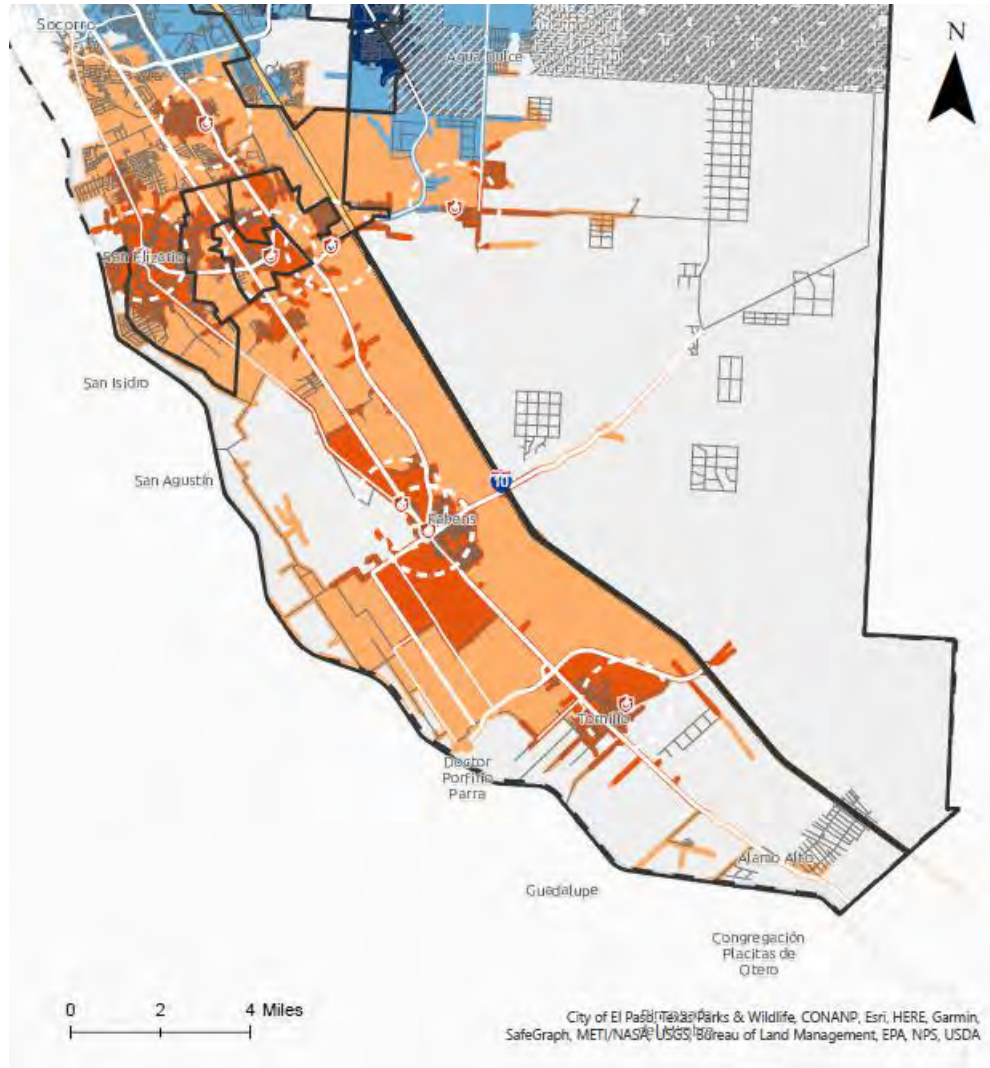 Socorro
N
Agua Dulce
San Elizario
San Isidro
10
San Agustín
Fabens
Tornillo
Doctor
Porfirio
Parra
Alamo Alto
Guadalupe
Congregación
Placitas de
Otero
0 2 4 Miles
City of El Paso, Texas Parks & Wildlife, CONANP, Esri, HERE, Garmin,
SafeGraph, METI/NASA, USGS, Bureau of Land Management, EPA, NPS, USDA